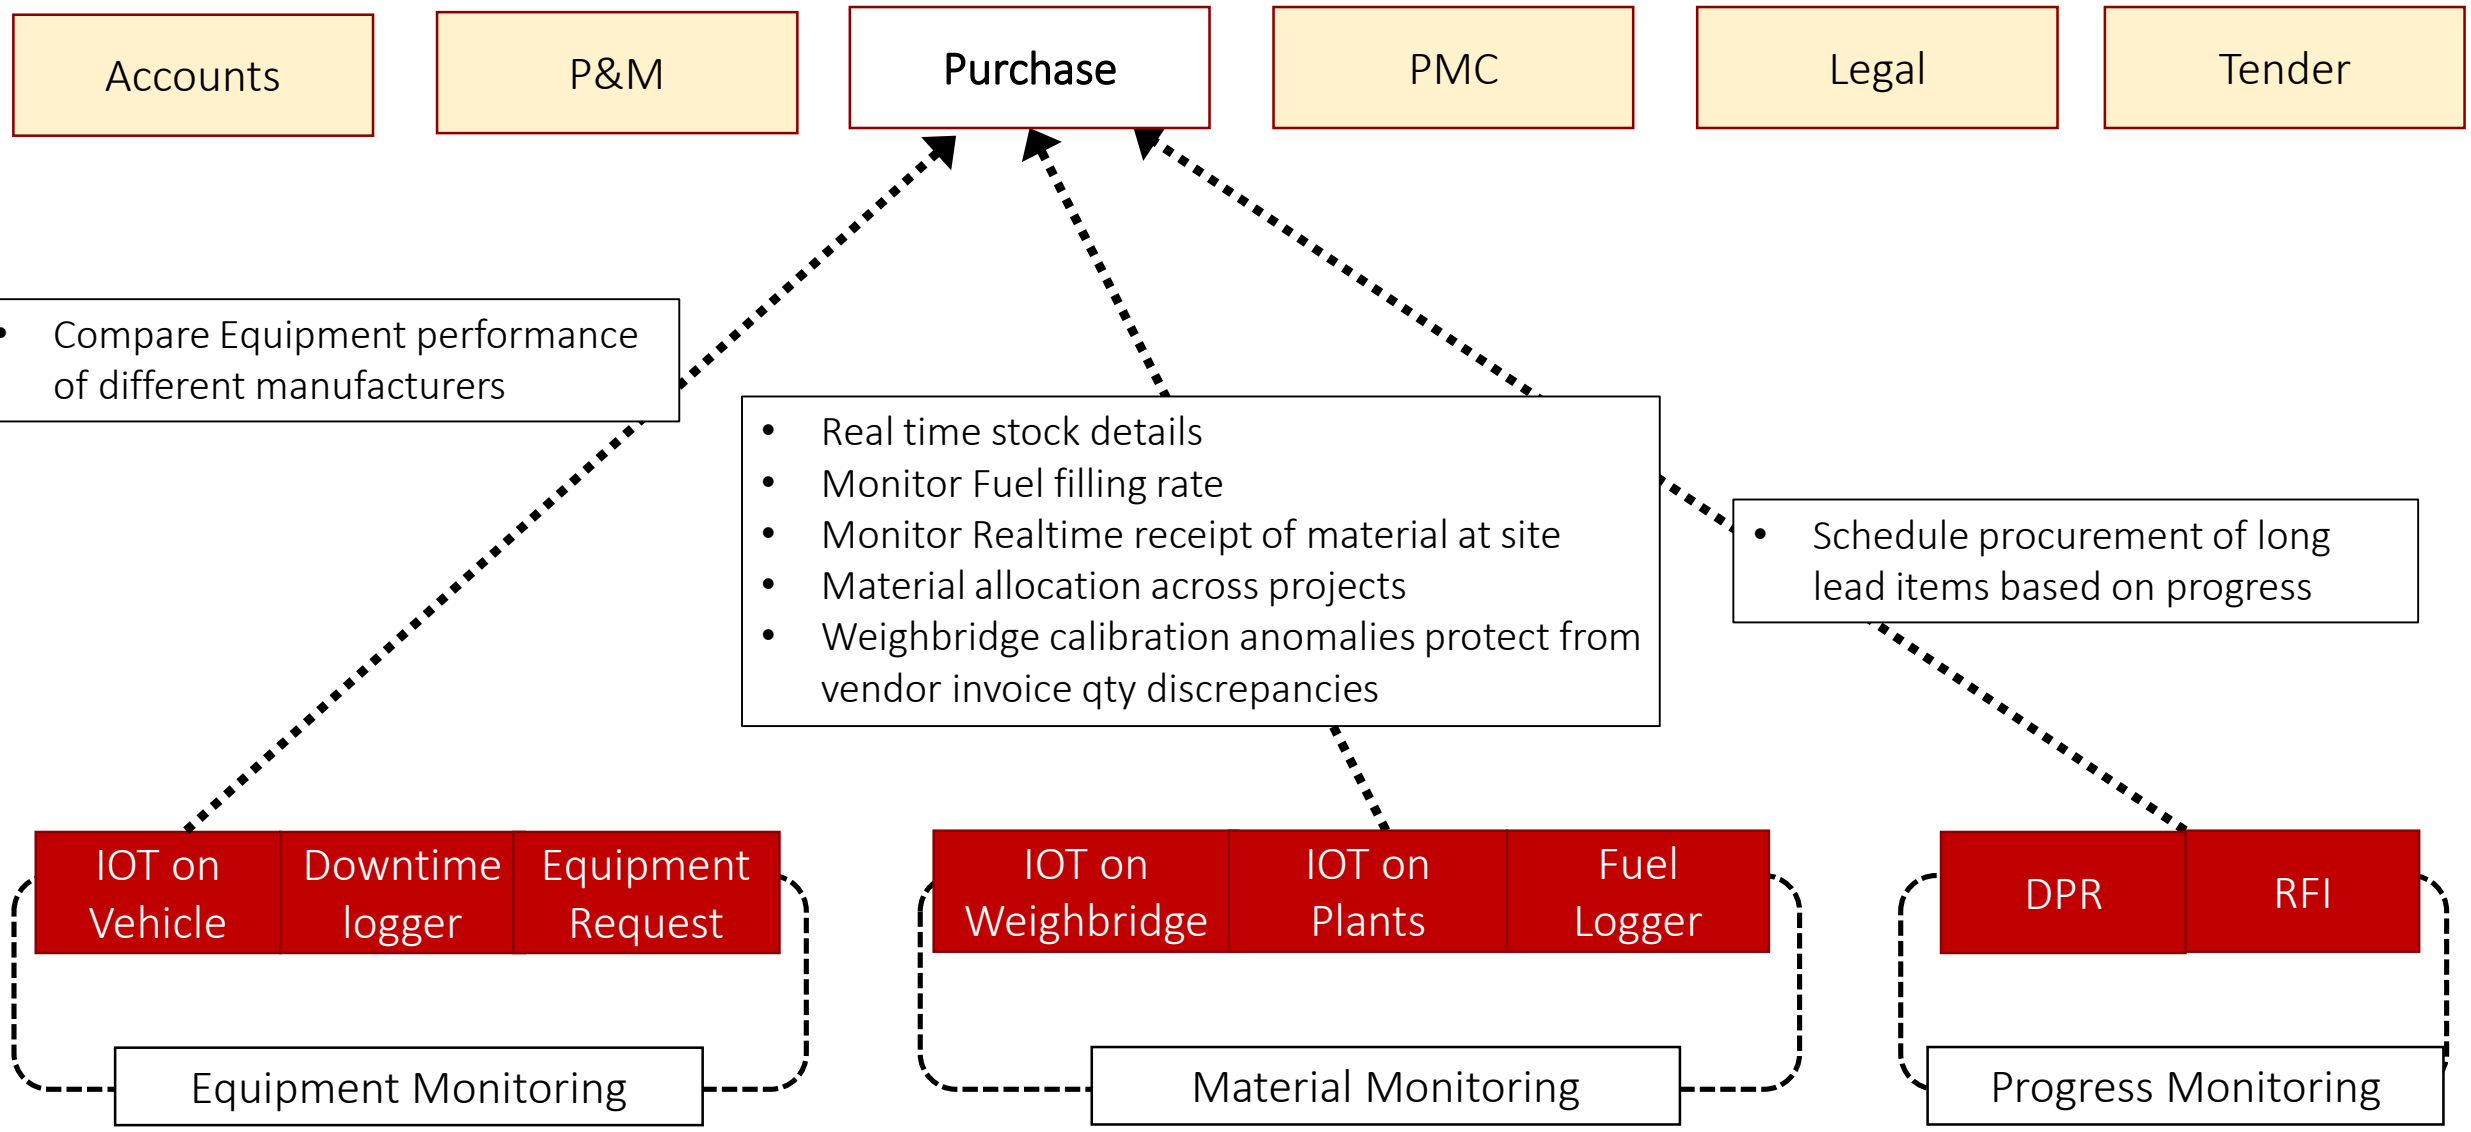 Accounts
P&M
Purchase
PMC
Legal
Tender
• Compare Equipment performance
of different manufacturers
• Real time stock details
• Monitor Fuel filling rate
• Monitor Realtime receipt of material at site
• Material allocation across projects
• Weighbridge calibration anomalies protect from
vendor invoice qty discrepancies
• Schedule procurement of long
lead items based on progress
IOT on
Vehicle
Downtime
logger
Equipment
Request
IOT on
Weighbridge
IOT on
Plants
Fuel
Logger
DPR
RFI
Equipment Monitoring
Material Monitoring
Progress Monitoring